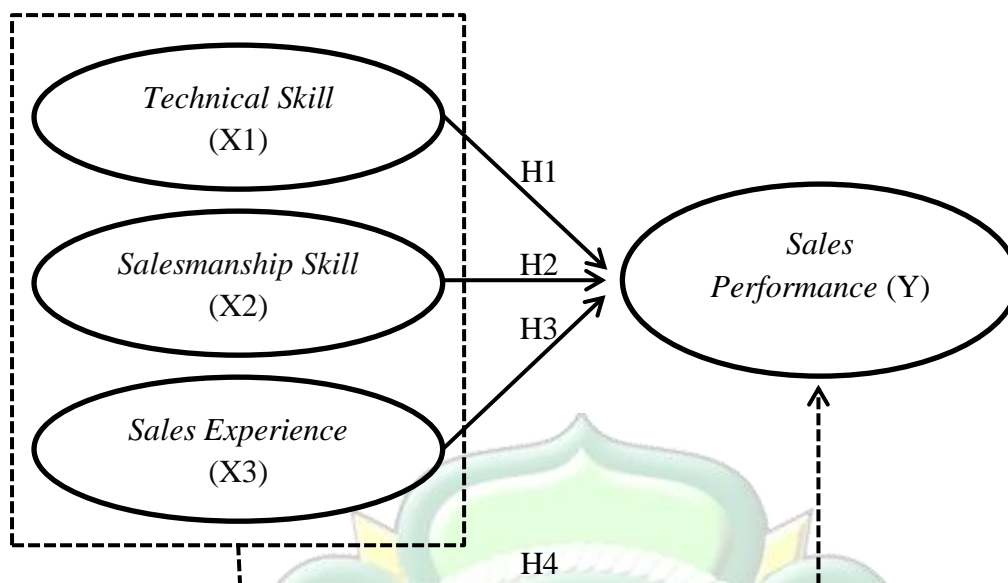 Technical Skill
(X1)
H1
Salesmanship Skill
(X2)
H2
Sales
Performance (Y)
H3
Sales Experience
(X3)
H4